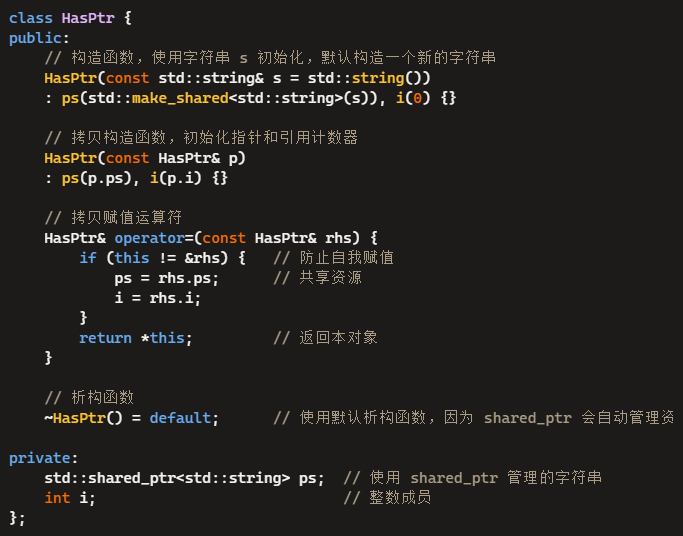 class HasPtr {
public:
    // 构造函数，使用字符串 s 初始化，默认构造一个新的字符串
    HasPtr(const std::string& s = std::string())
    : ps(std::make_shared<std::string>(s)), i(0) {}

    // 拷贝构造函数，初始化指针和引用计数器
    HasPtr(const HasPtr& p)
    : ps(p.ps), i(p.i) {}

    // 拷贝赋值运算符
    HasPtr& operator=(const HasPtr& rhs) {
        if (this != &rhs) {   // 防止自我赋值
            ps = rhs.ps;      // 共享资源
            i = rhs.i;
        }
        return *this;         // 返回本对象
    }

    // 析构函数
    ~HasPtr() = default;      // 使用默认析构函数，因为 shared_ptr 会自动管理资

private:
    std::shared_ptr<std::string> ps;  // 使用 shared_ptr 管理的字符串
    int i;                            // 整数成员
};